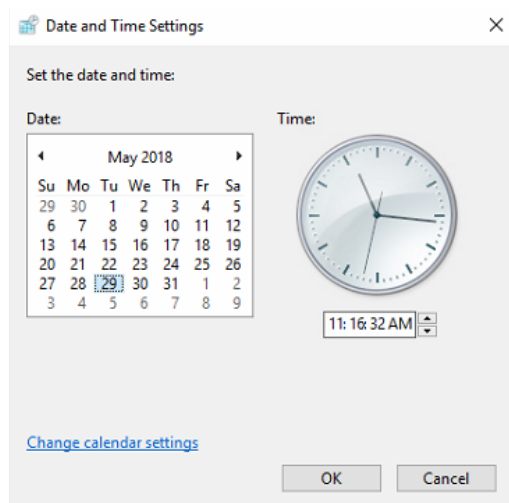 Date and Time Settings
Set the date and time:
Date:
Time:
May 2018
Su Mo Tu We Th Fr Sa
29 30 1 2 3 4 5
6 7 8 9 10 11 12
13 14 15 16 17 18 19
20 21 22 23 24 25 26
27 28 29 30 31 1 2
3 4 5 6 7 8 9
11:16:32 AM
Change calendar settings
OK
Cancel